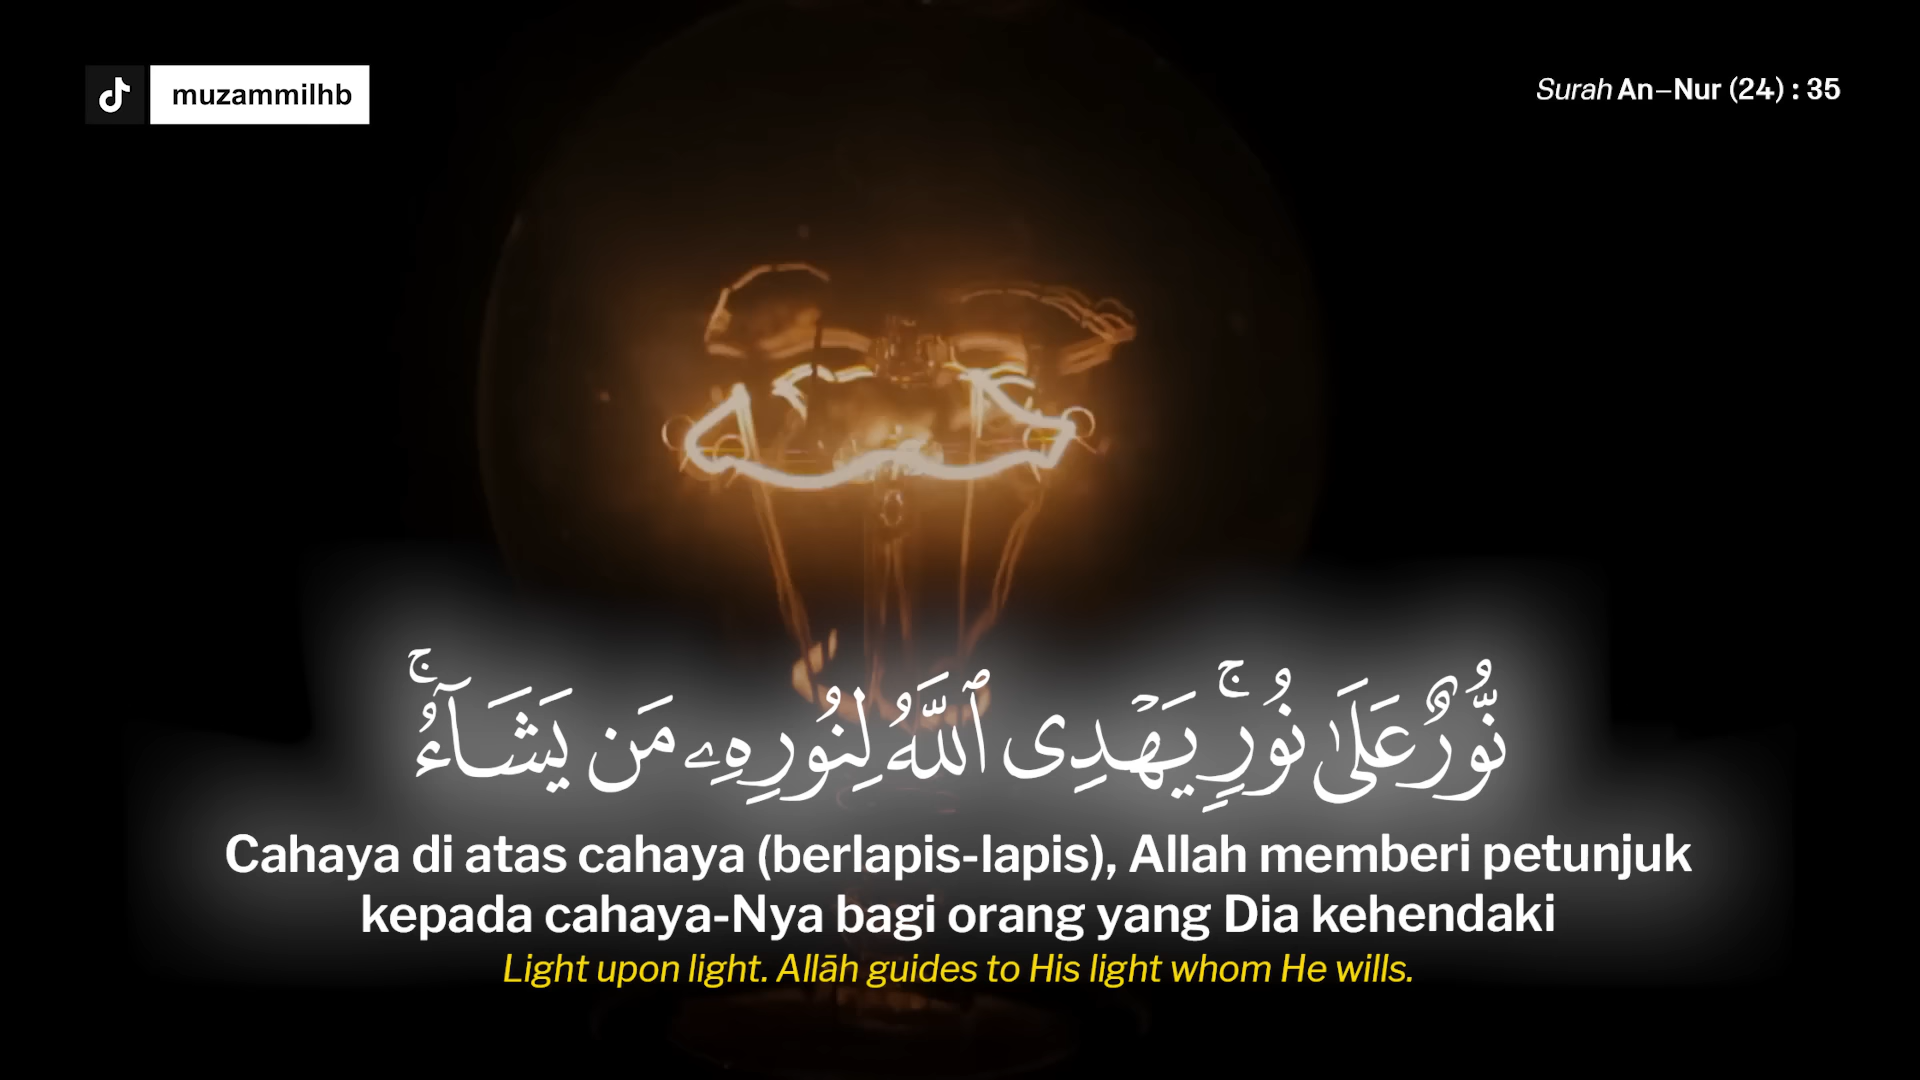 muzammilhb
Surah An–Nur (24) : 35
نُّورٌ عَلَىٰ نُورٍۚ يَهْدِى ٱللَّهُ لِنُورِهِۦ مَن يَشَآءُۚ
Cahaya di atas cahaya (berlapis-lapis), Allah memberi petunjuk
kepada cahaya-Nya bagi orang yang Dia kehendaki
Light upon light. Allāh guides to His light whom He wills.